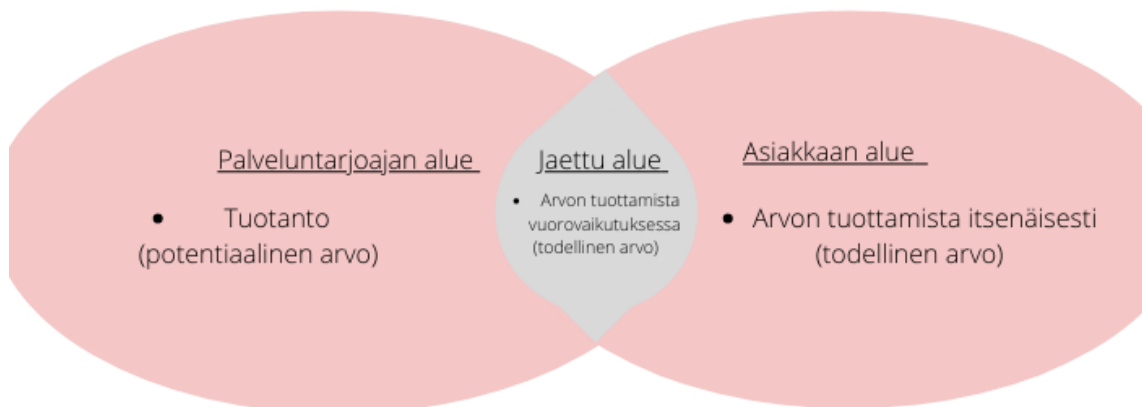 Palveluntarjoajan alue
• Tuotanto
(potentiaalinen arvo)
Jaettu alue
• Arvon tuottamista
vuorovaikutuksessa
(todellinen arvo)
Asiakkaan alue
• Arvon tuottamista itsenäisesti
(todellinen arvo)